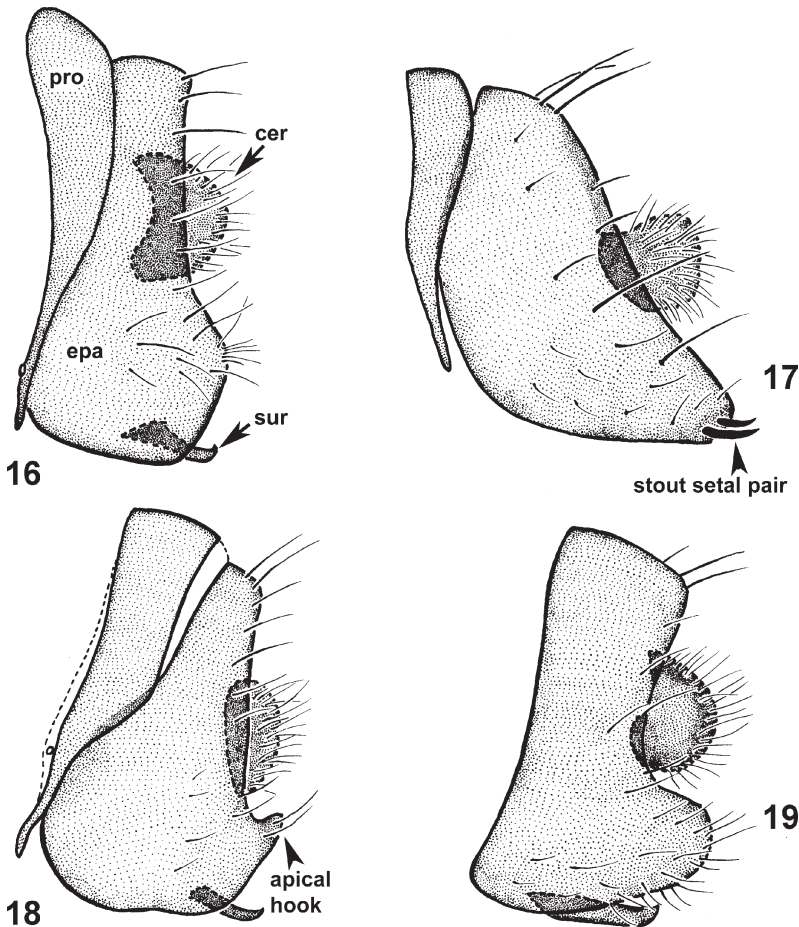 pro
cer
epa
sur
16
17
stout setal pair
apical
hook
18
19